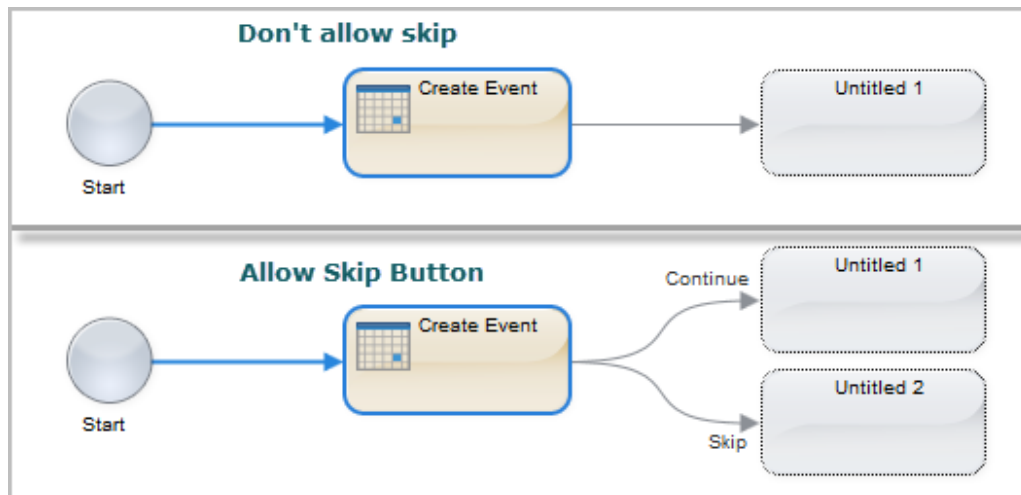 Don't allow skip
Create Event
Untitled 1
Start
Allow Skip Button
Untitled 1
Continue
Create Event
Untitled 2
Start
Skip